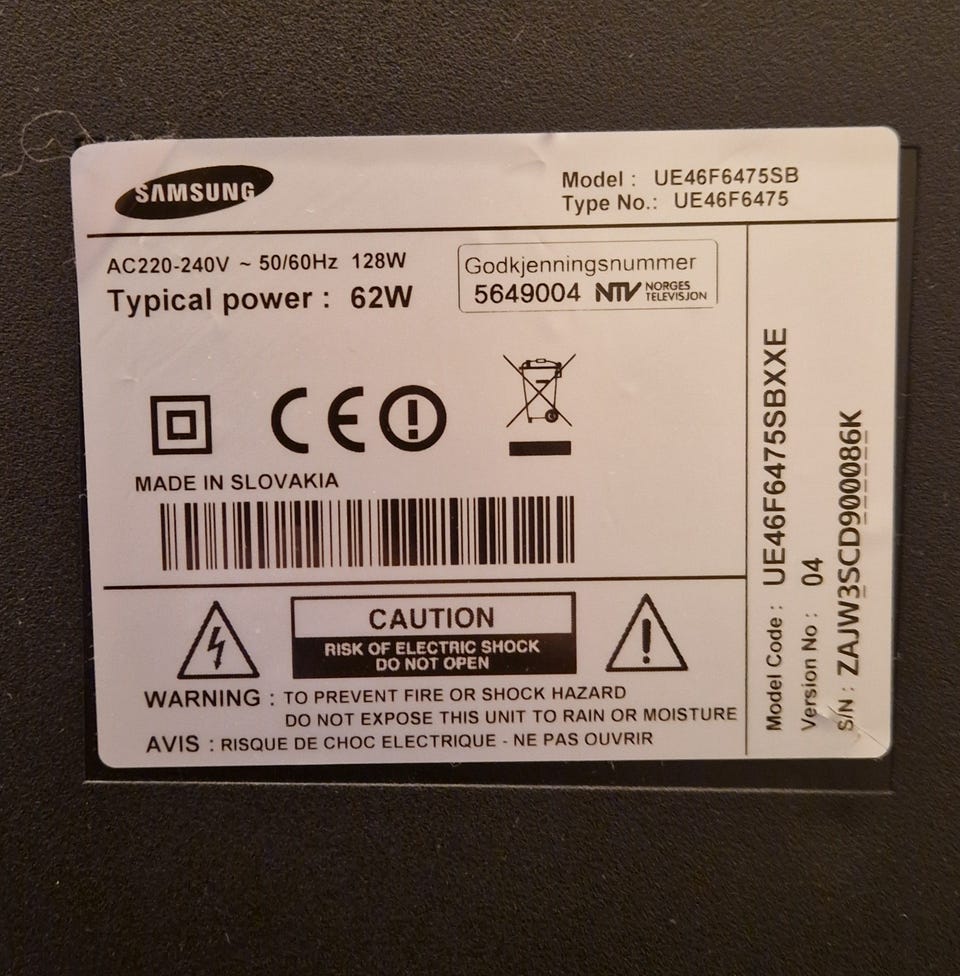 SAMSUNG
Model : UE46F6475SB
Type No.: UE46F6475
AC220-240V ~ 50/60Hz 128W
Typical power : 62W
Godkjenningsnummer
5649004 NTV NORGES
TELEVISJON
CE
MADE IN SLOVAKIA
CAUTION
RISK OF ELECTRIC SHOCK
DO NOT OPEN
WARNING : TO PREVENT FIRE OR SHOCK HAZARD
DO NOT EXPOSE THIS UNIT TO RAIN OR MOISTURE
AVIS : RISQUE DE CHOC ELECTRIQUE - NE PAS OUVRIR
Model Code : UE46F6475SBXXE
Version No : 04
S/N : ZAJW3SCD900086K